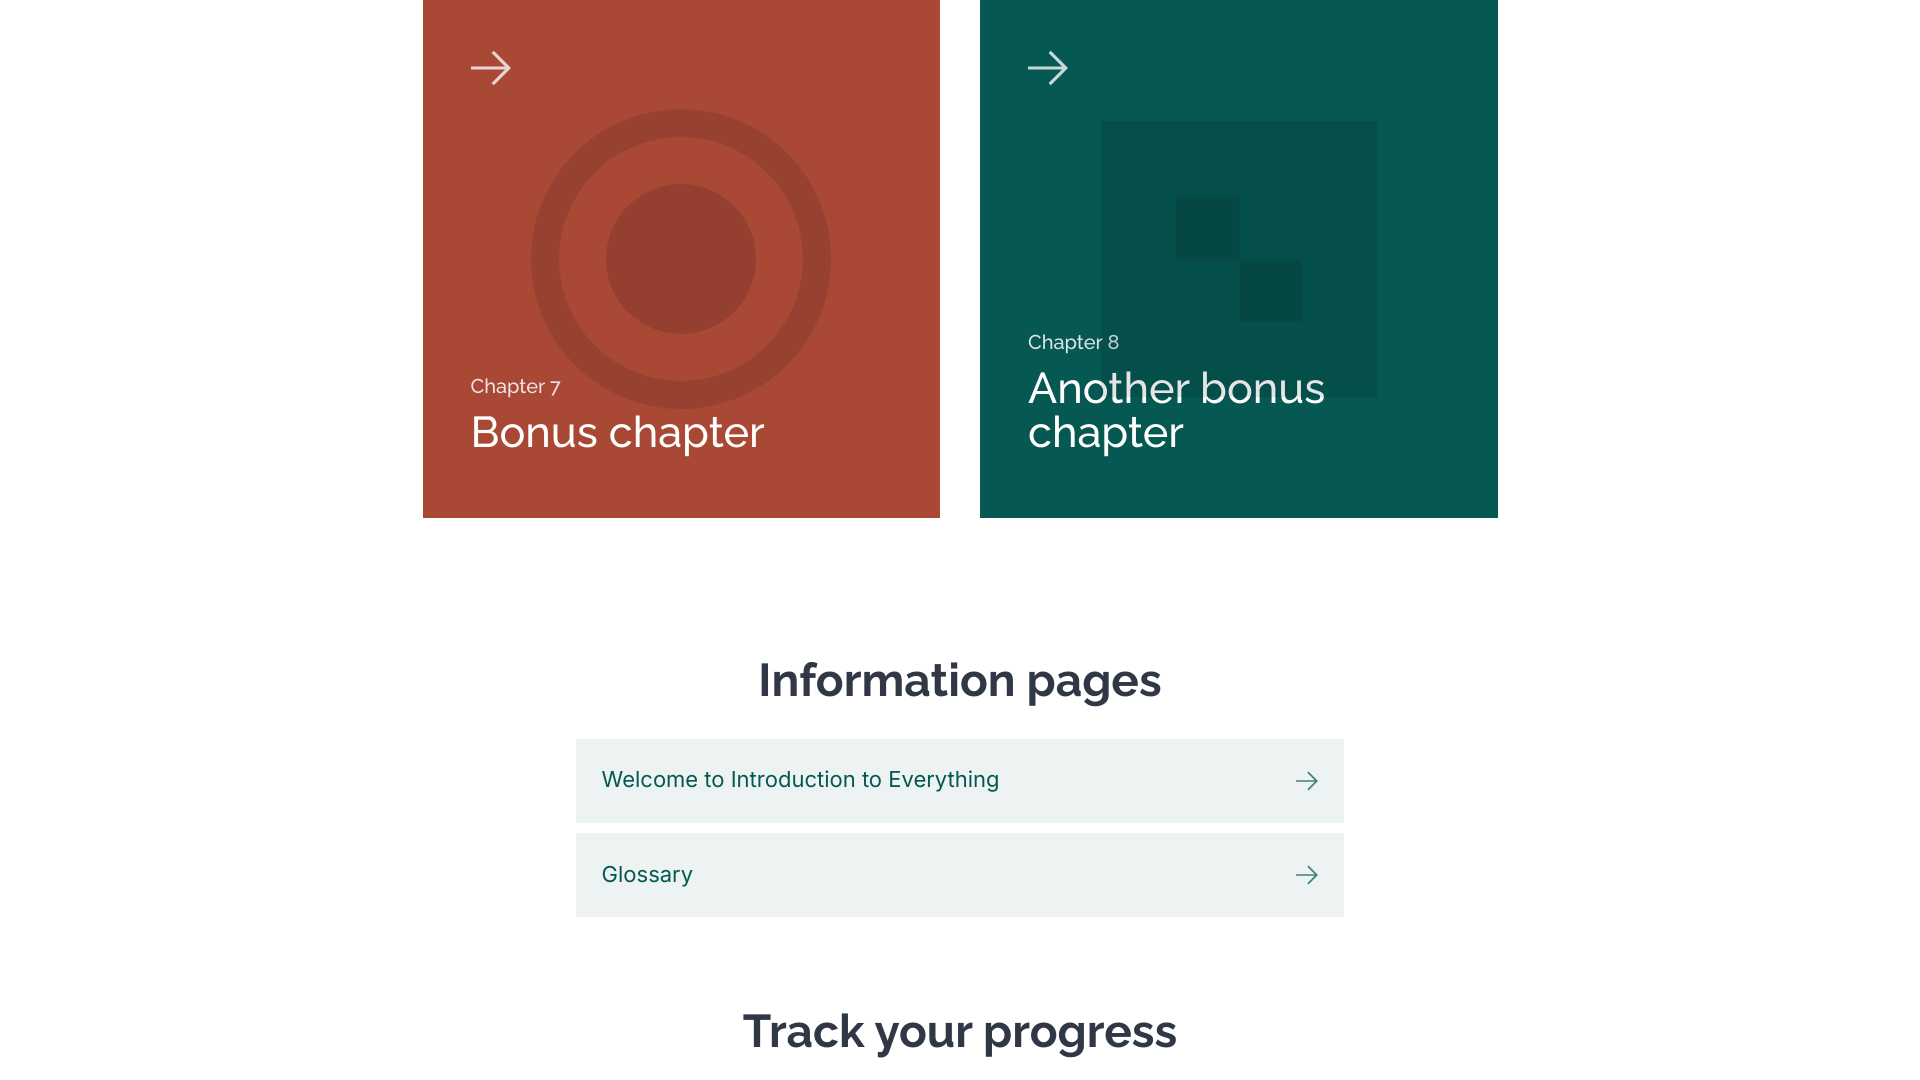 Chapter 7
Bonus chapter
Chapter 8
Another bonus
chapter
Information pages
Welcome to Introduction to Everything
Glossary
Track your progress